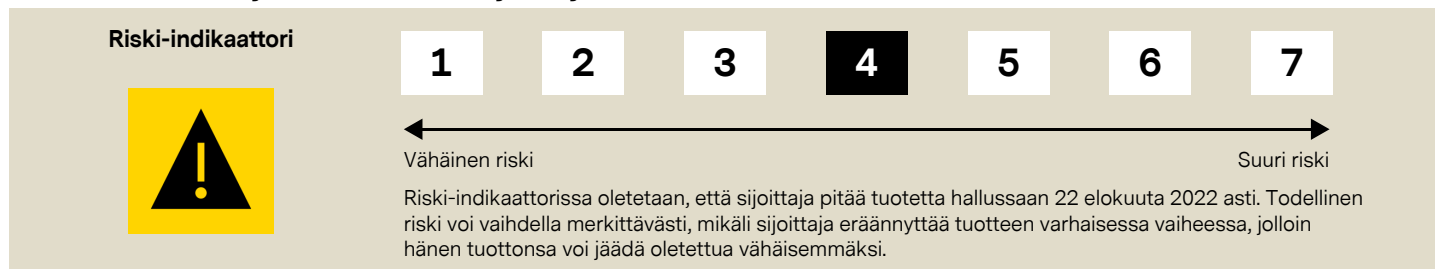 Riski-indikaattori
1 2 3 4 5 6 7
Vähäinen riski Suuri riski
Riski-indikaattorissa oletetaan, että sijoittaja pitää tuotetta hallussaan 22 elokuuta 2022 asti. Todellinen
riski voi vaihdella merkittävästi, mikäli sijoittaja eräännyttää tuotteen varhaisessa vaiheessa, jolloin
hänen tuottonsa voi jäädä oletettua vähäisemmäksi.